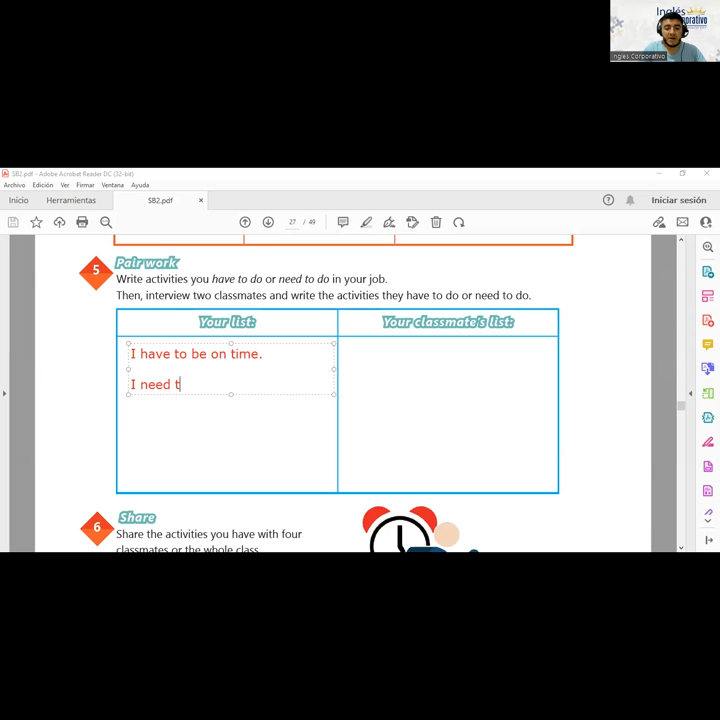 Inglés
Corporativo
Ingles Corporativo
SB2.pdf - Adobe Acrobat Reader DC (32-bit)
Archivo Edición Ver Firmar Ventana Ayuda
Inicio Herramientas SB2.pdf × Iniciar sesión
27 / 49
5 Pair work
Write activities you have to do or need to do in your job.
Then, interview two classmates and write the activities they have to do or need to do.
Your list: Your classmate's list:
I have to be on time.
I need t
6 Share
Share the activities you have with four
classmates or the whole class